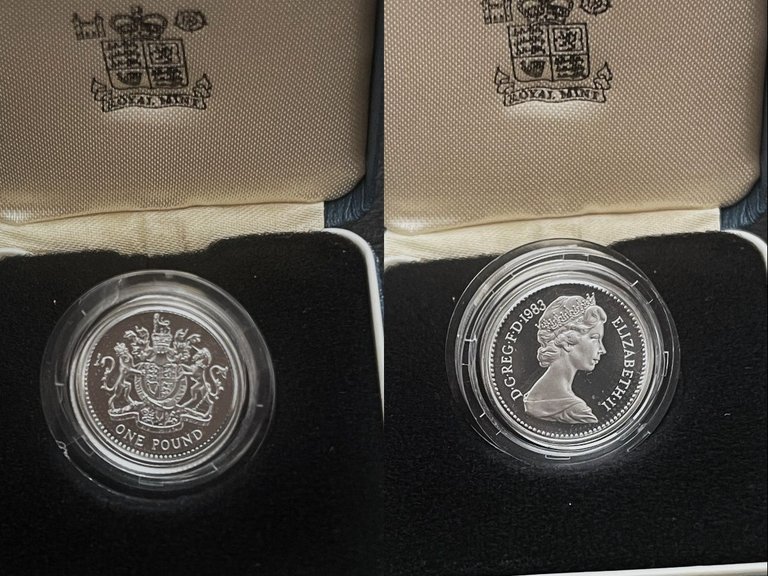 ROYAL MINT
ROYAL MINT
ONE POUND
D·G·REG·F·D·1983
ELIZABETH·II